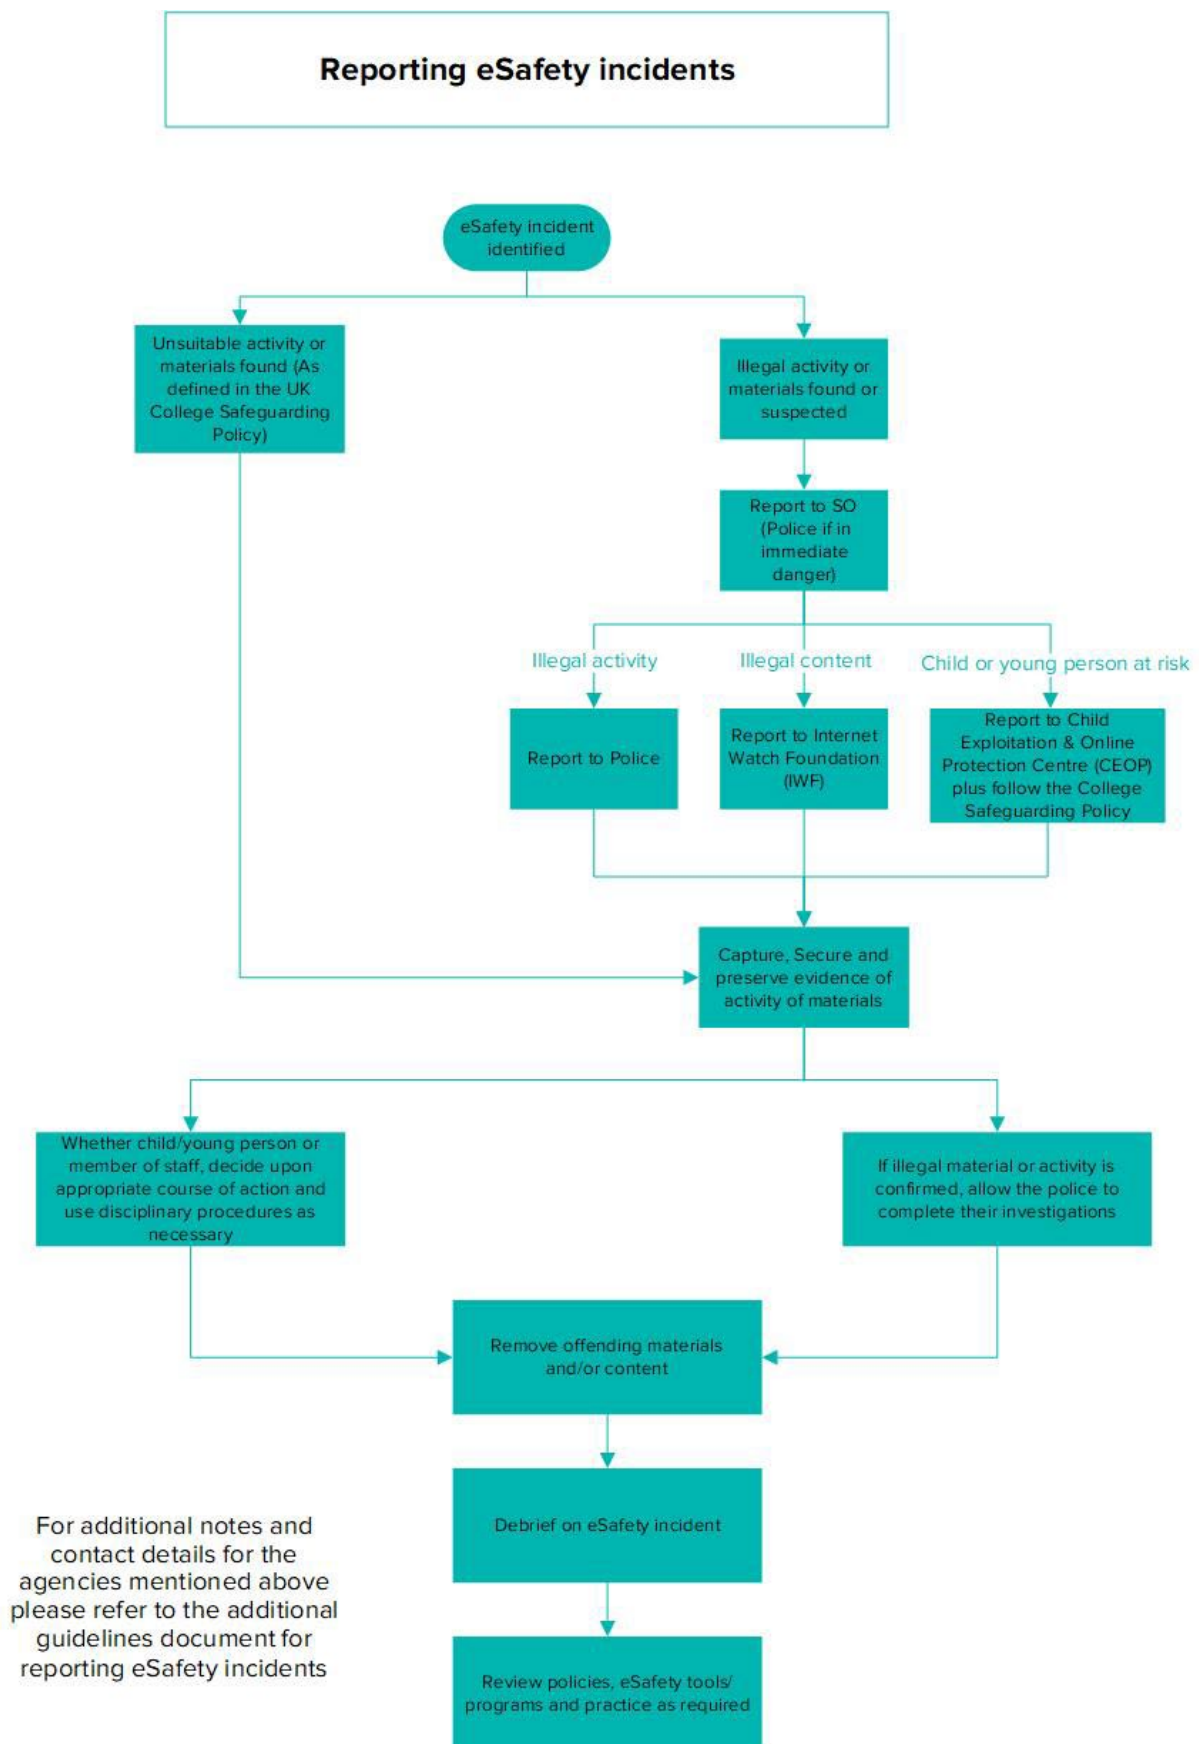 Reporting eSafety incidents
eSafety incident
identified
Unsuitable activity or
materials found (As
defined in the UK
College Safeguarding
Policy)
Illegal activity or
materials found or
suspected
Report to SO
(Police if in
immediate
danger)
Illegal activity
Illegal content
Child or young person at risk
Report to Police
Report to Internet
Watch Foundation
(IWF)
Report to Child
Exploitation & Online
Protection Centre (CEOP)
plus follow the College
Safeguarding Policy
Capture, Secure and
preserve evidence of
activity of materials
Whether child/young person or
member of staff, decide upon
appropriate course of action and
use disciplinary procedures as
necessary
If illegal material or activity is
confirmed, allow the police to
complete their investigations
Remove offending materials
and/or content
Debrief on eSafety incident
For additional notes and
contact details for the
agencies mentioned above
please refer to the additional
guidelines document for
reporting eSafety incidents
Review policies, eSafety tools/
programs and practice as required